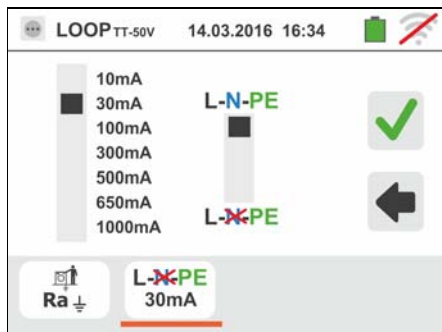 LOOP TT-50V 14.03.2016 16:34
10mA
30mA
100mA
300mA
500mA
650mA
1000mA
L-N-PE
L-N-PE
Ra
L-N-PE
30mA